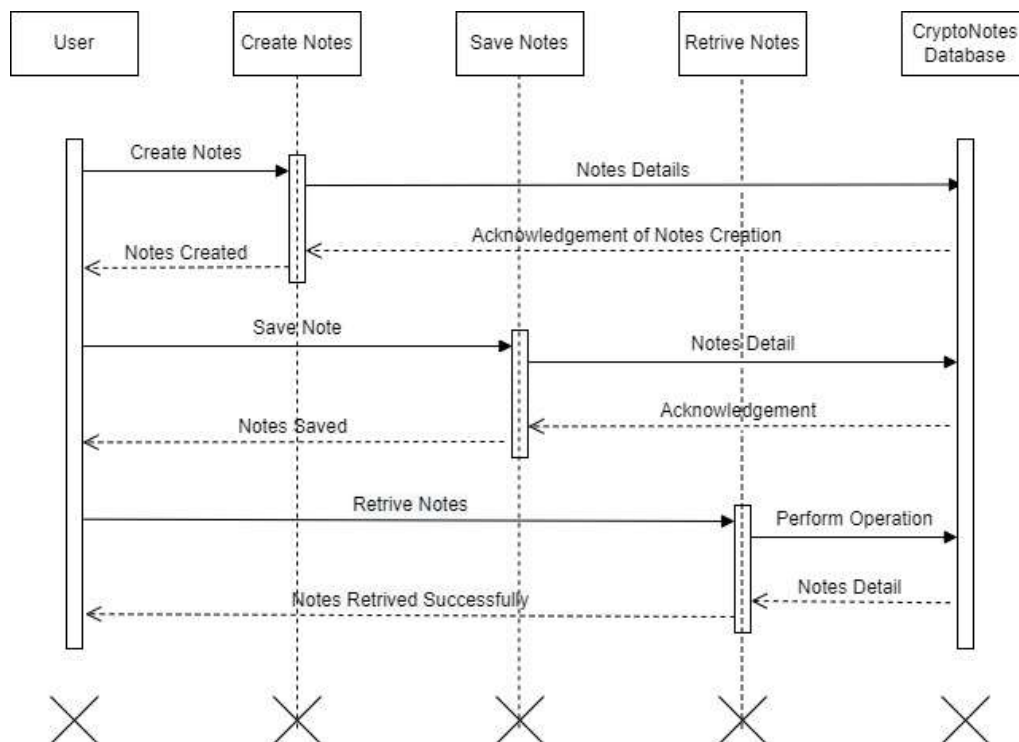 User
Create Notes
Save Notes
Retrive Notes
CryptoNotes
Database
Create Notes
Notes Details
Acknowledgement of Notes Creation
Notes Created
Save Note
Notes Detail
Acknowledgement
Notes Saved
Retrive Notes
Perform Operation
Notes Detail
Notes Retrived Successfully